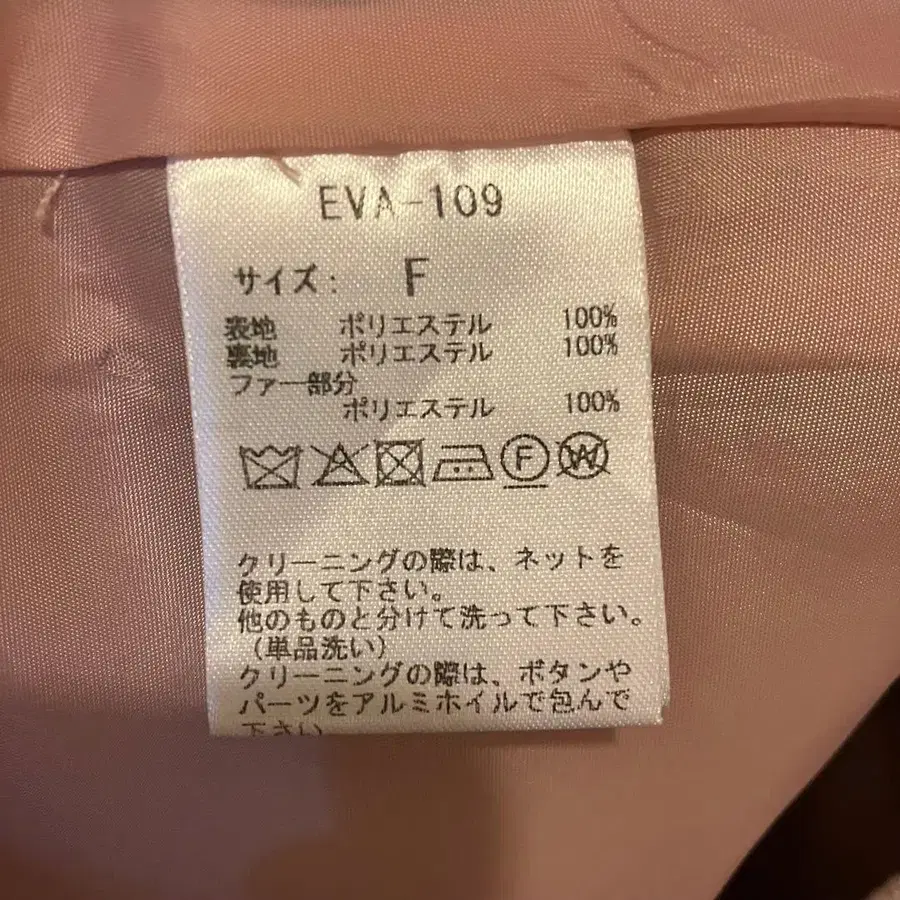 EVA-109
サイズ: F
表地 ポリエステル 100%
裏地 ポリエステル 100%
ファー部分
ポリエステル 100%
F W
クリーニングの際は、ネットを
使用して下さい。
他のものと分けて洗って下さい。
(単品洗い)
クリーニングの際は、ボタンや
パーツをアルミホイルで包んで
下さい